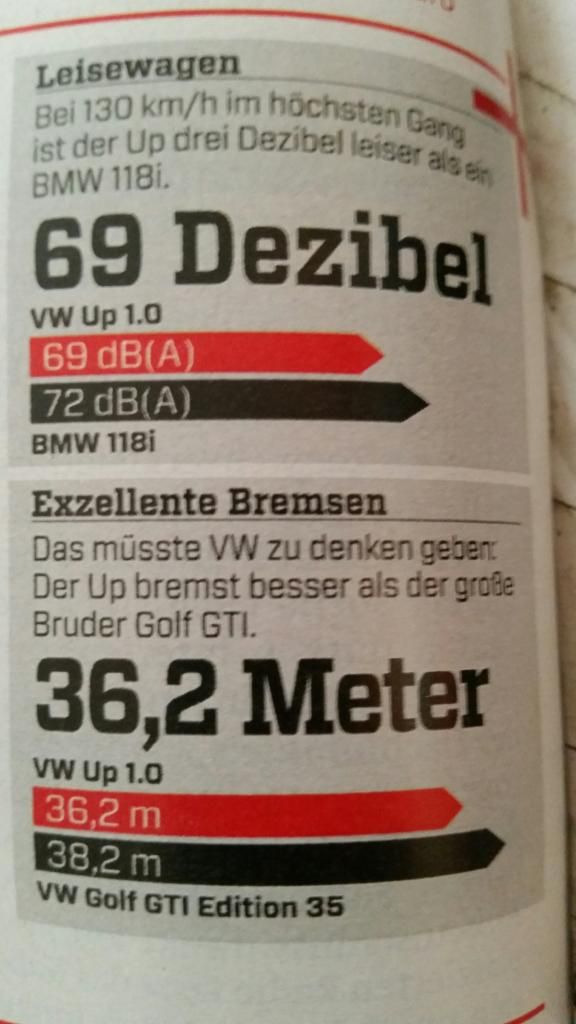 Leisewagen
Bei 130 km/h im höchsten Gang
ist der Up drei Dezibel leiser als ein
BMW 118i.
69 Dezibel
VW Up 1.0
69 dB(A)
72 dB(A)
BMW 118i
Exzellente Bremsen
Das müsste VW zu denken geben:
Der Up bremst besser als der große
Bruder Golf GTI.
36,2 Meter
VW Up 1.0
36,2 m
38,2 m
VW Golf GTI Edition 35